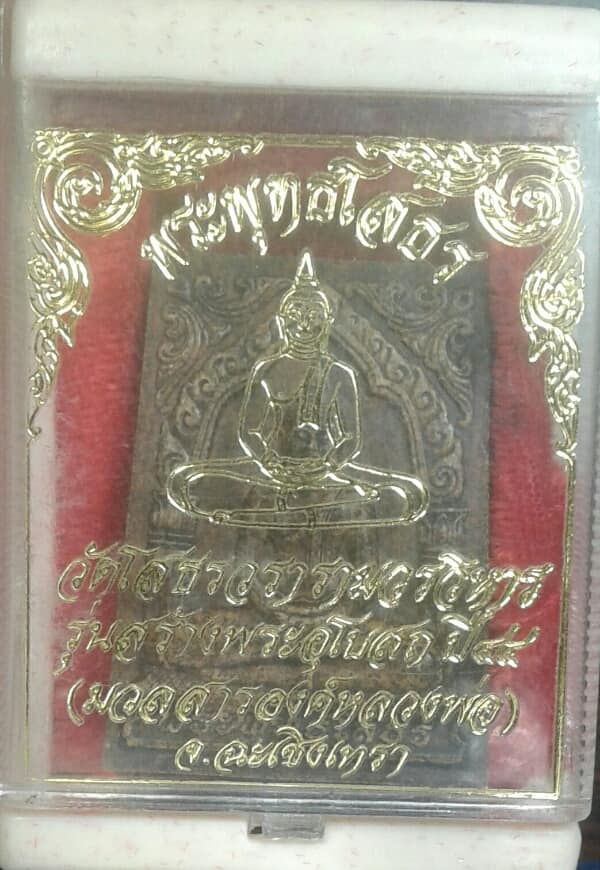 พระพุทธโสธร
วัดโสธรวรารามวรวิหาร
รุ่นสร้างพระอุโบสถ ปี๔๘
(มวลสารองค์หลวงพ่อ)
จ.ฉะเชิงเทรา